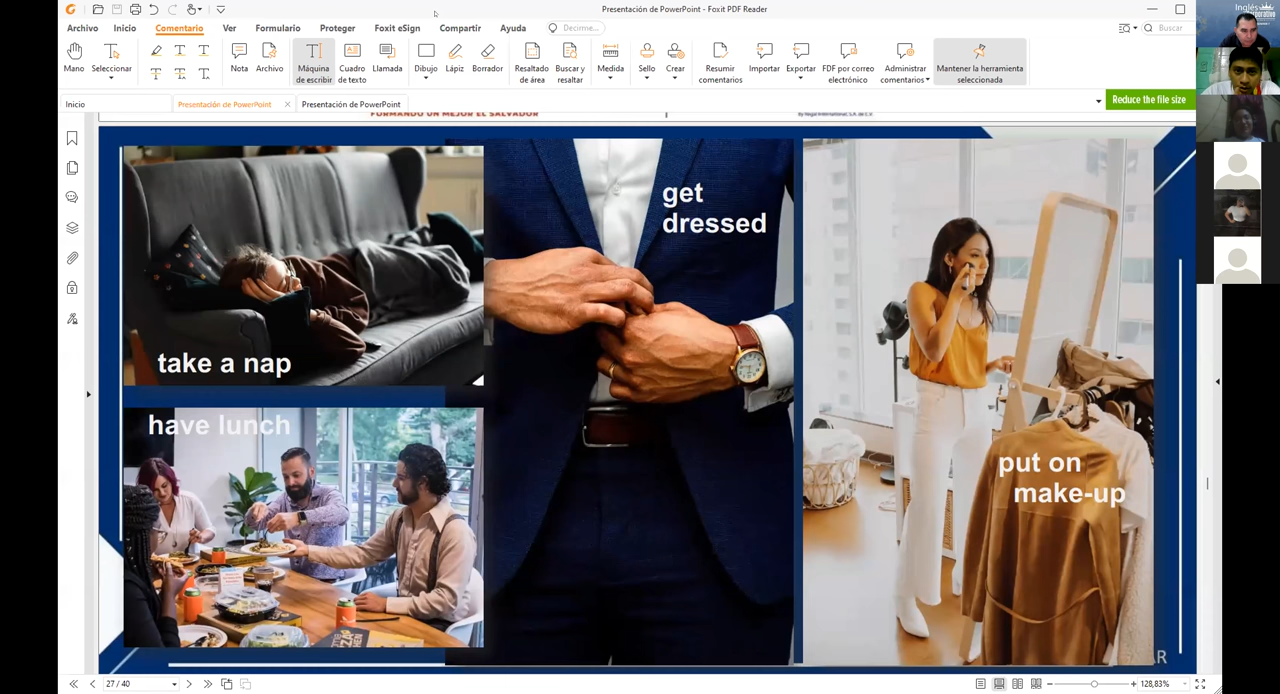 Presentación de PowerPoint - Foxit PDF Reader
Archivo Inicio Comentario Ver Formulario Proteger Foxit eSign Compartir Ayuda Decirme... Buscar
Mano Seleccionar Nota Archivo Máquina de escribir Cuadro de texto Llamada Dibujo Lápiz Borrador Resaltado de área Buscar y resaltar Medida Sello Crear Resumir comentarios Importar Exportar FDF por correo electrónico Administrar comentarios Mantener la herramienta seleccionada
Inicio Presentación de PowerPoint Presentación de PowerPoint
Reduce the file size
FORMANDO UN MEJOR EL SALVADOR
get
dressed
take a nap
have lunch
put on
make-up
27 / 40
128,83%
Inglés